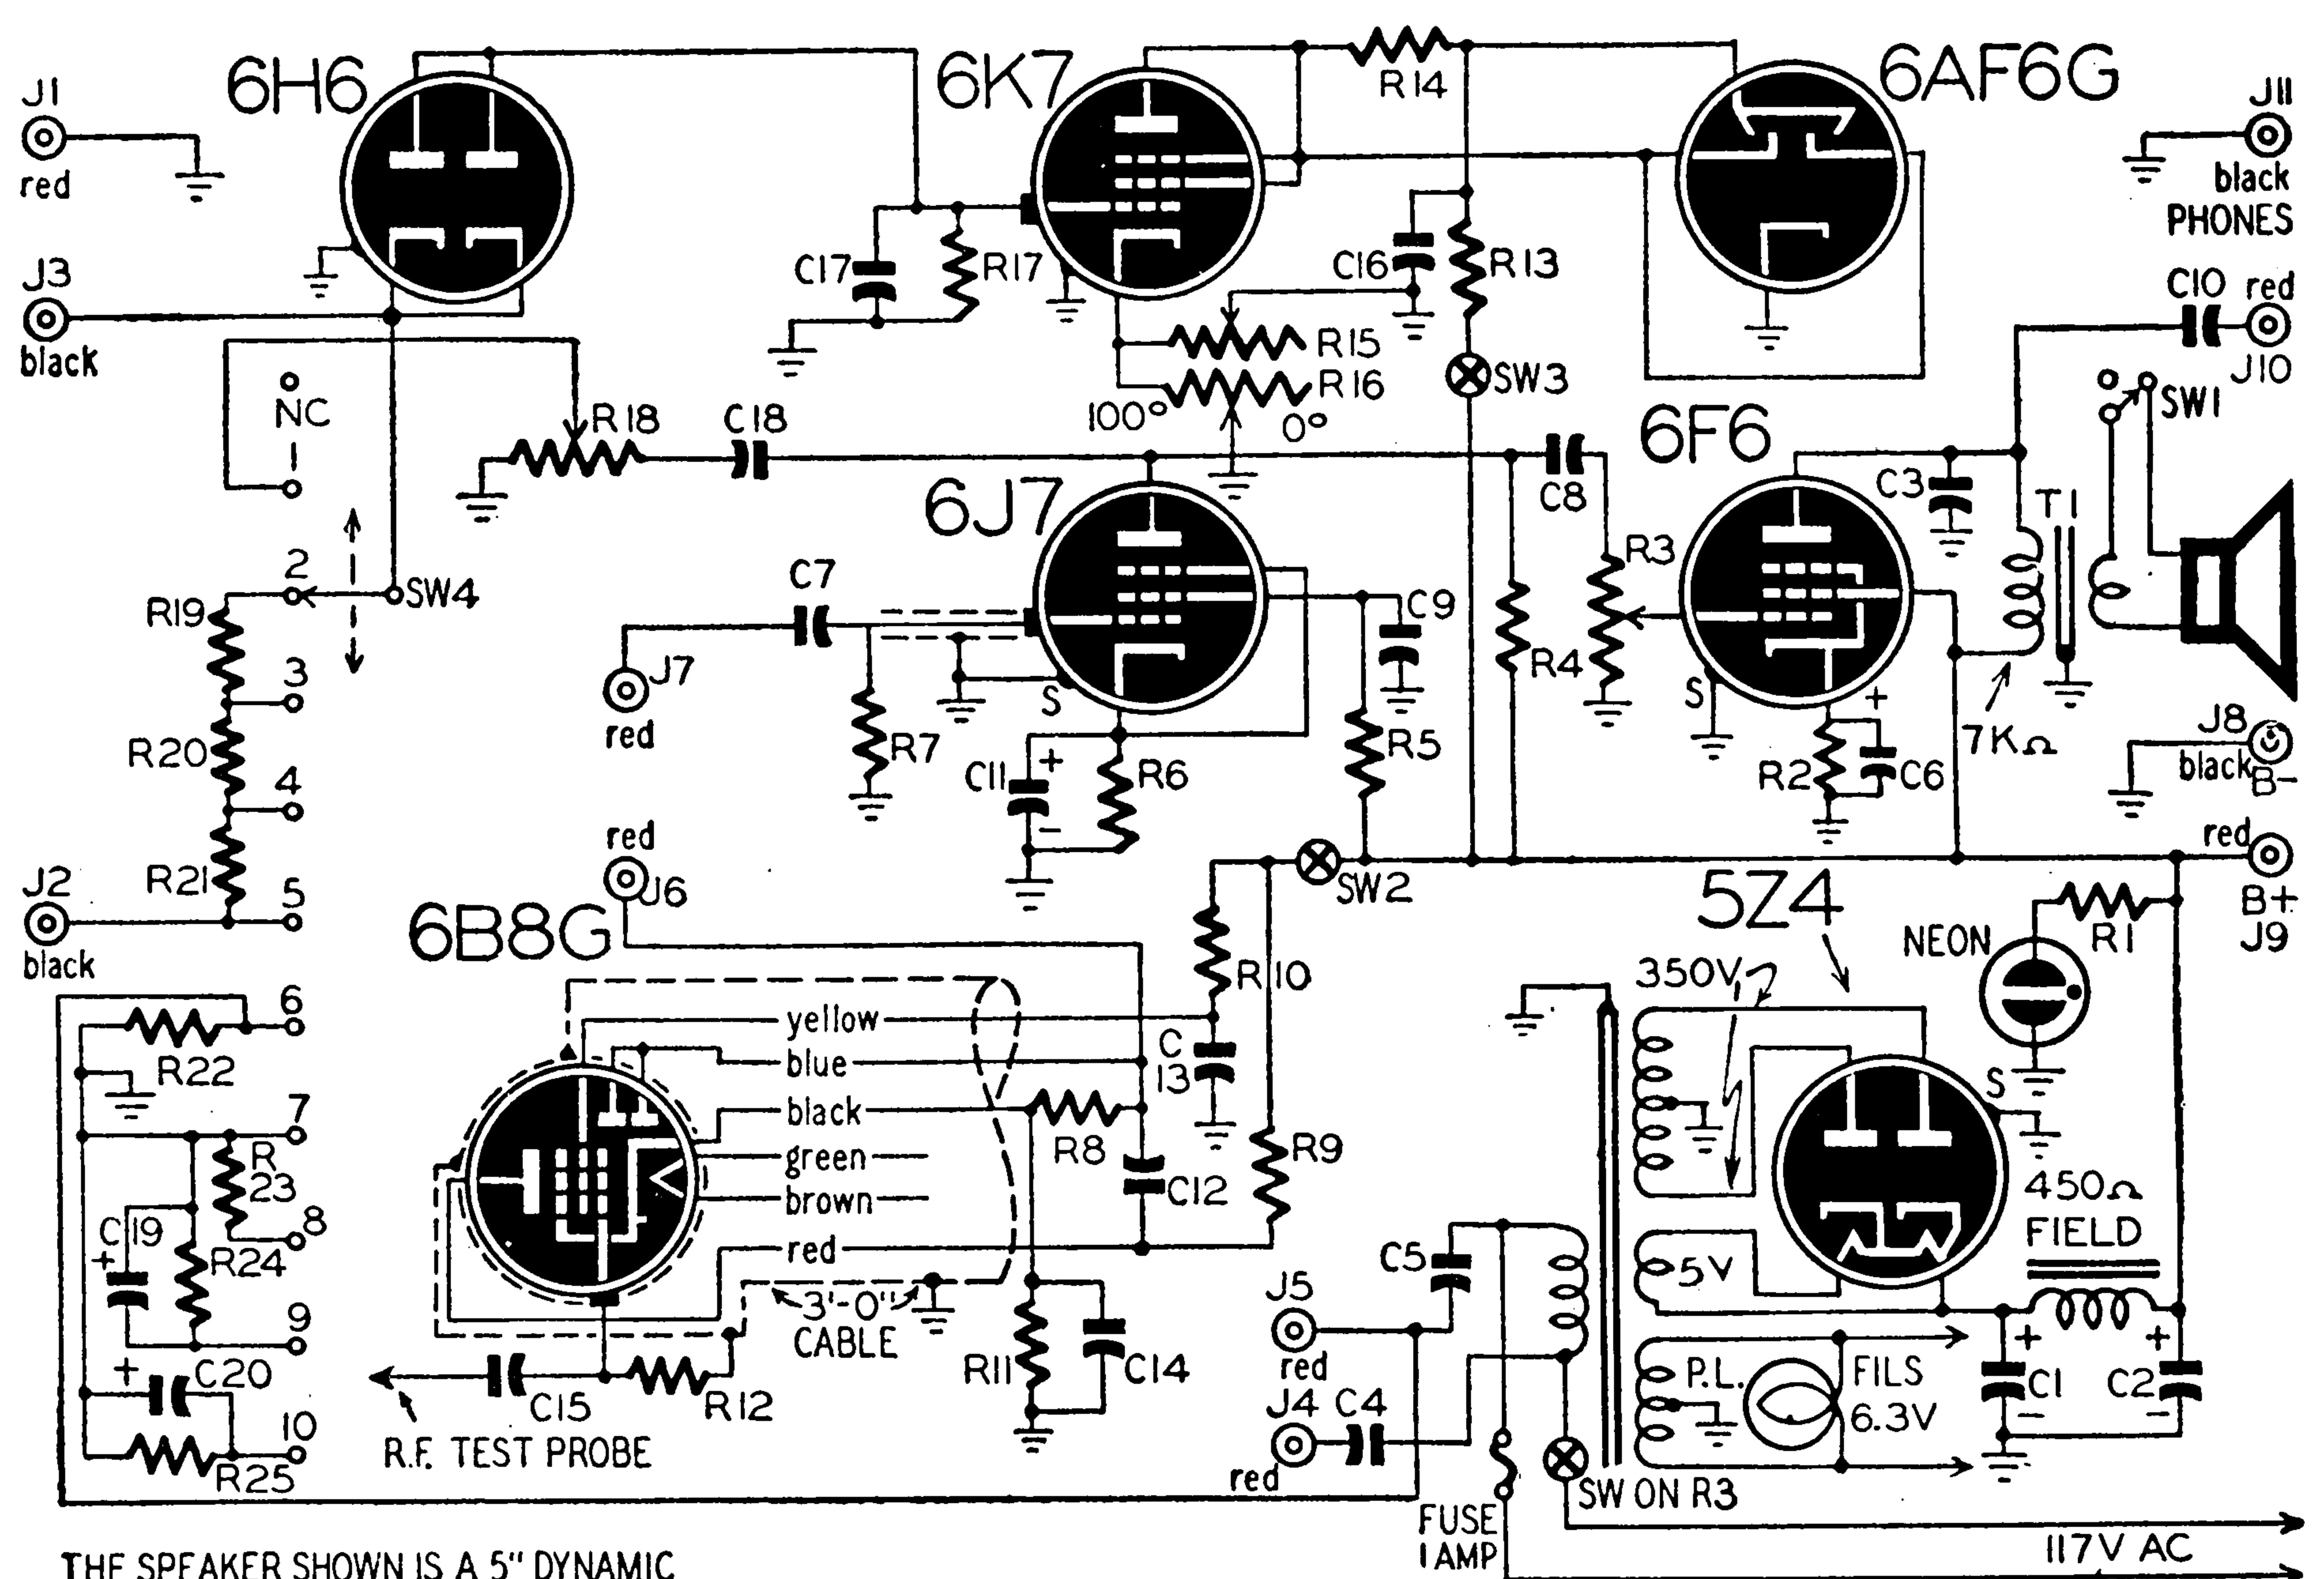 6H6
6K7
6AF6G
J1
red
R14
J11
black
PHONES
J3
black
C17
R17
C16
R13
C10 red
J10
R15
R16
100° 0°
SW3
SW1
NC
1
R18
C18
6J7
C8
6F6
C3
T1
2
SW4
R19
C7
C9
R3
R4
3
J7
red
S
R7
R5
S
+
7KΩ
J8
black
B-
R20
4
C11
+
-
R6
R2
C6
red
J6
SW2
red
B+
J9
R21
5
J2
black
6B8G
5Z4
R1
NEON
R10
350V
6
R22
yellow
blue
black
green
brown
red
C
13
R8
C12
R9
S
7
R
23
8
C19
+
R24
9
450Ω
FIELD
5V
C5
J5
red
3'-0"
CABLE
R11
C14
+
C20
C15
R12
10
R25
R.F. TEST PROBE
J4
red
C4
P.L.
FILS
6.3V
+
C1
-
+
C2
-
SW ON R3
FUSE
1 AMP
117V AC
THE SPEAKER SHOWN IS A 5" DYNAMIC